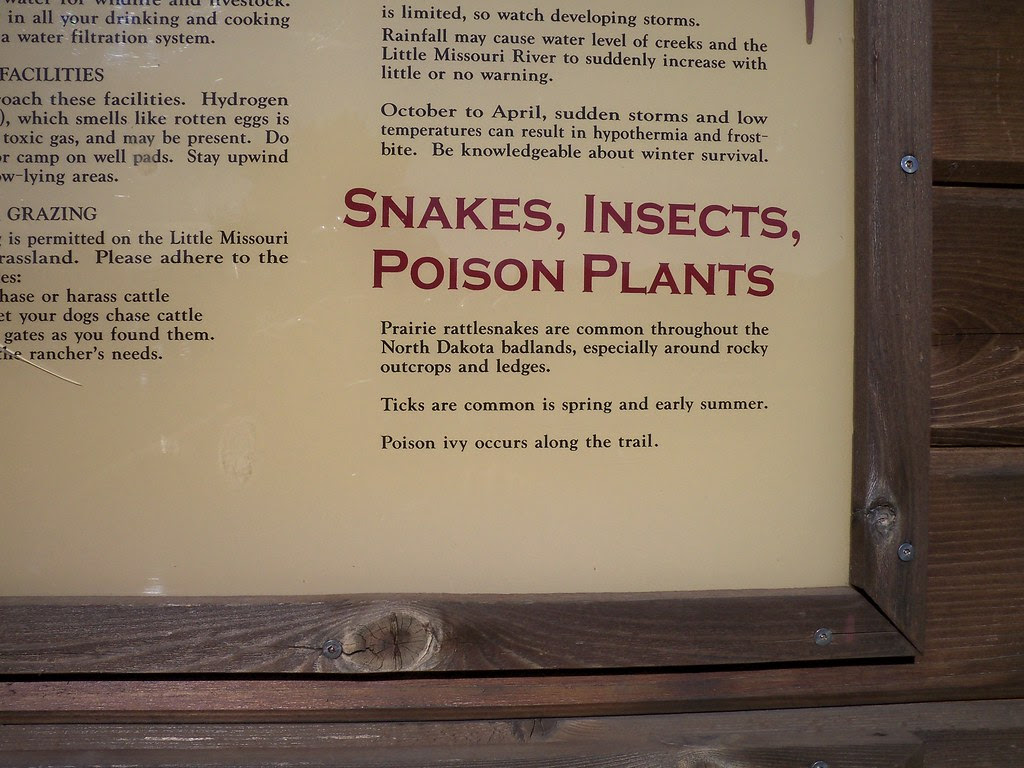 water for wildlife and livestock.
in all your drinking and cooking
a water filtration system.
FACILITIES
these facilities. Hydrogen
), which smells like rotten eggs is
toxic gas, and may be present. Do
or camp on well pads. Stay upwind
areas.
GRAZING
is permitted on the Little Missouri
Please adhere to the
or harass cattle
your dogs chase cattle
gates as you found them.
the rancher's needs.
is limited, so watch developing storms.
Rainfall may cause water level of creeks and the
Little Missouri River to suddenly increase with
little or no warning.
October to April, sudden storms and low
temperatures can result in hypothermia and frost-
bite. Be knowledgeable about winter survival.
SNAKES, INSECTS,
POISON PLANTS
Prairie rattlesnakes are common throughout the
North Dakota badlands, especially around rocky
outcrops and ledges.
Ticks are common is spring and early summer.
Poison ivy occurs along the trail.